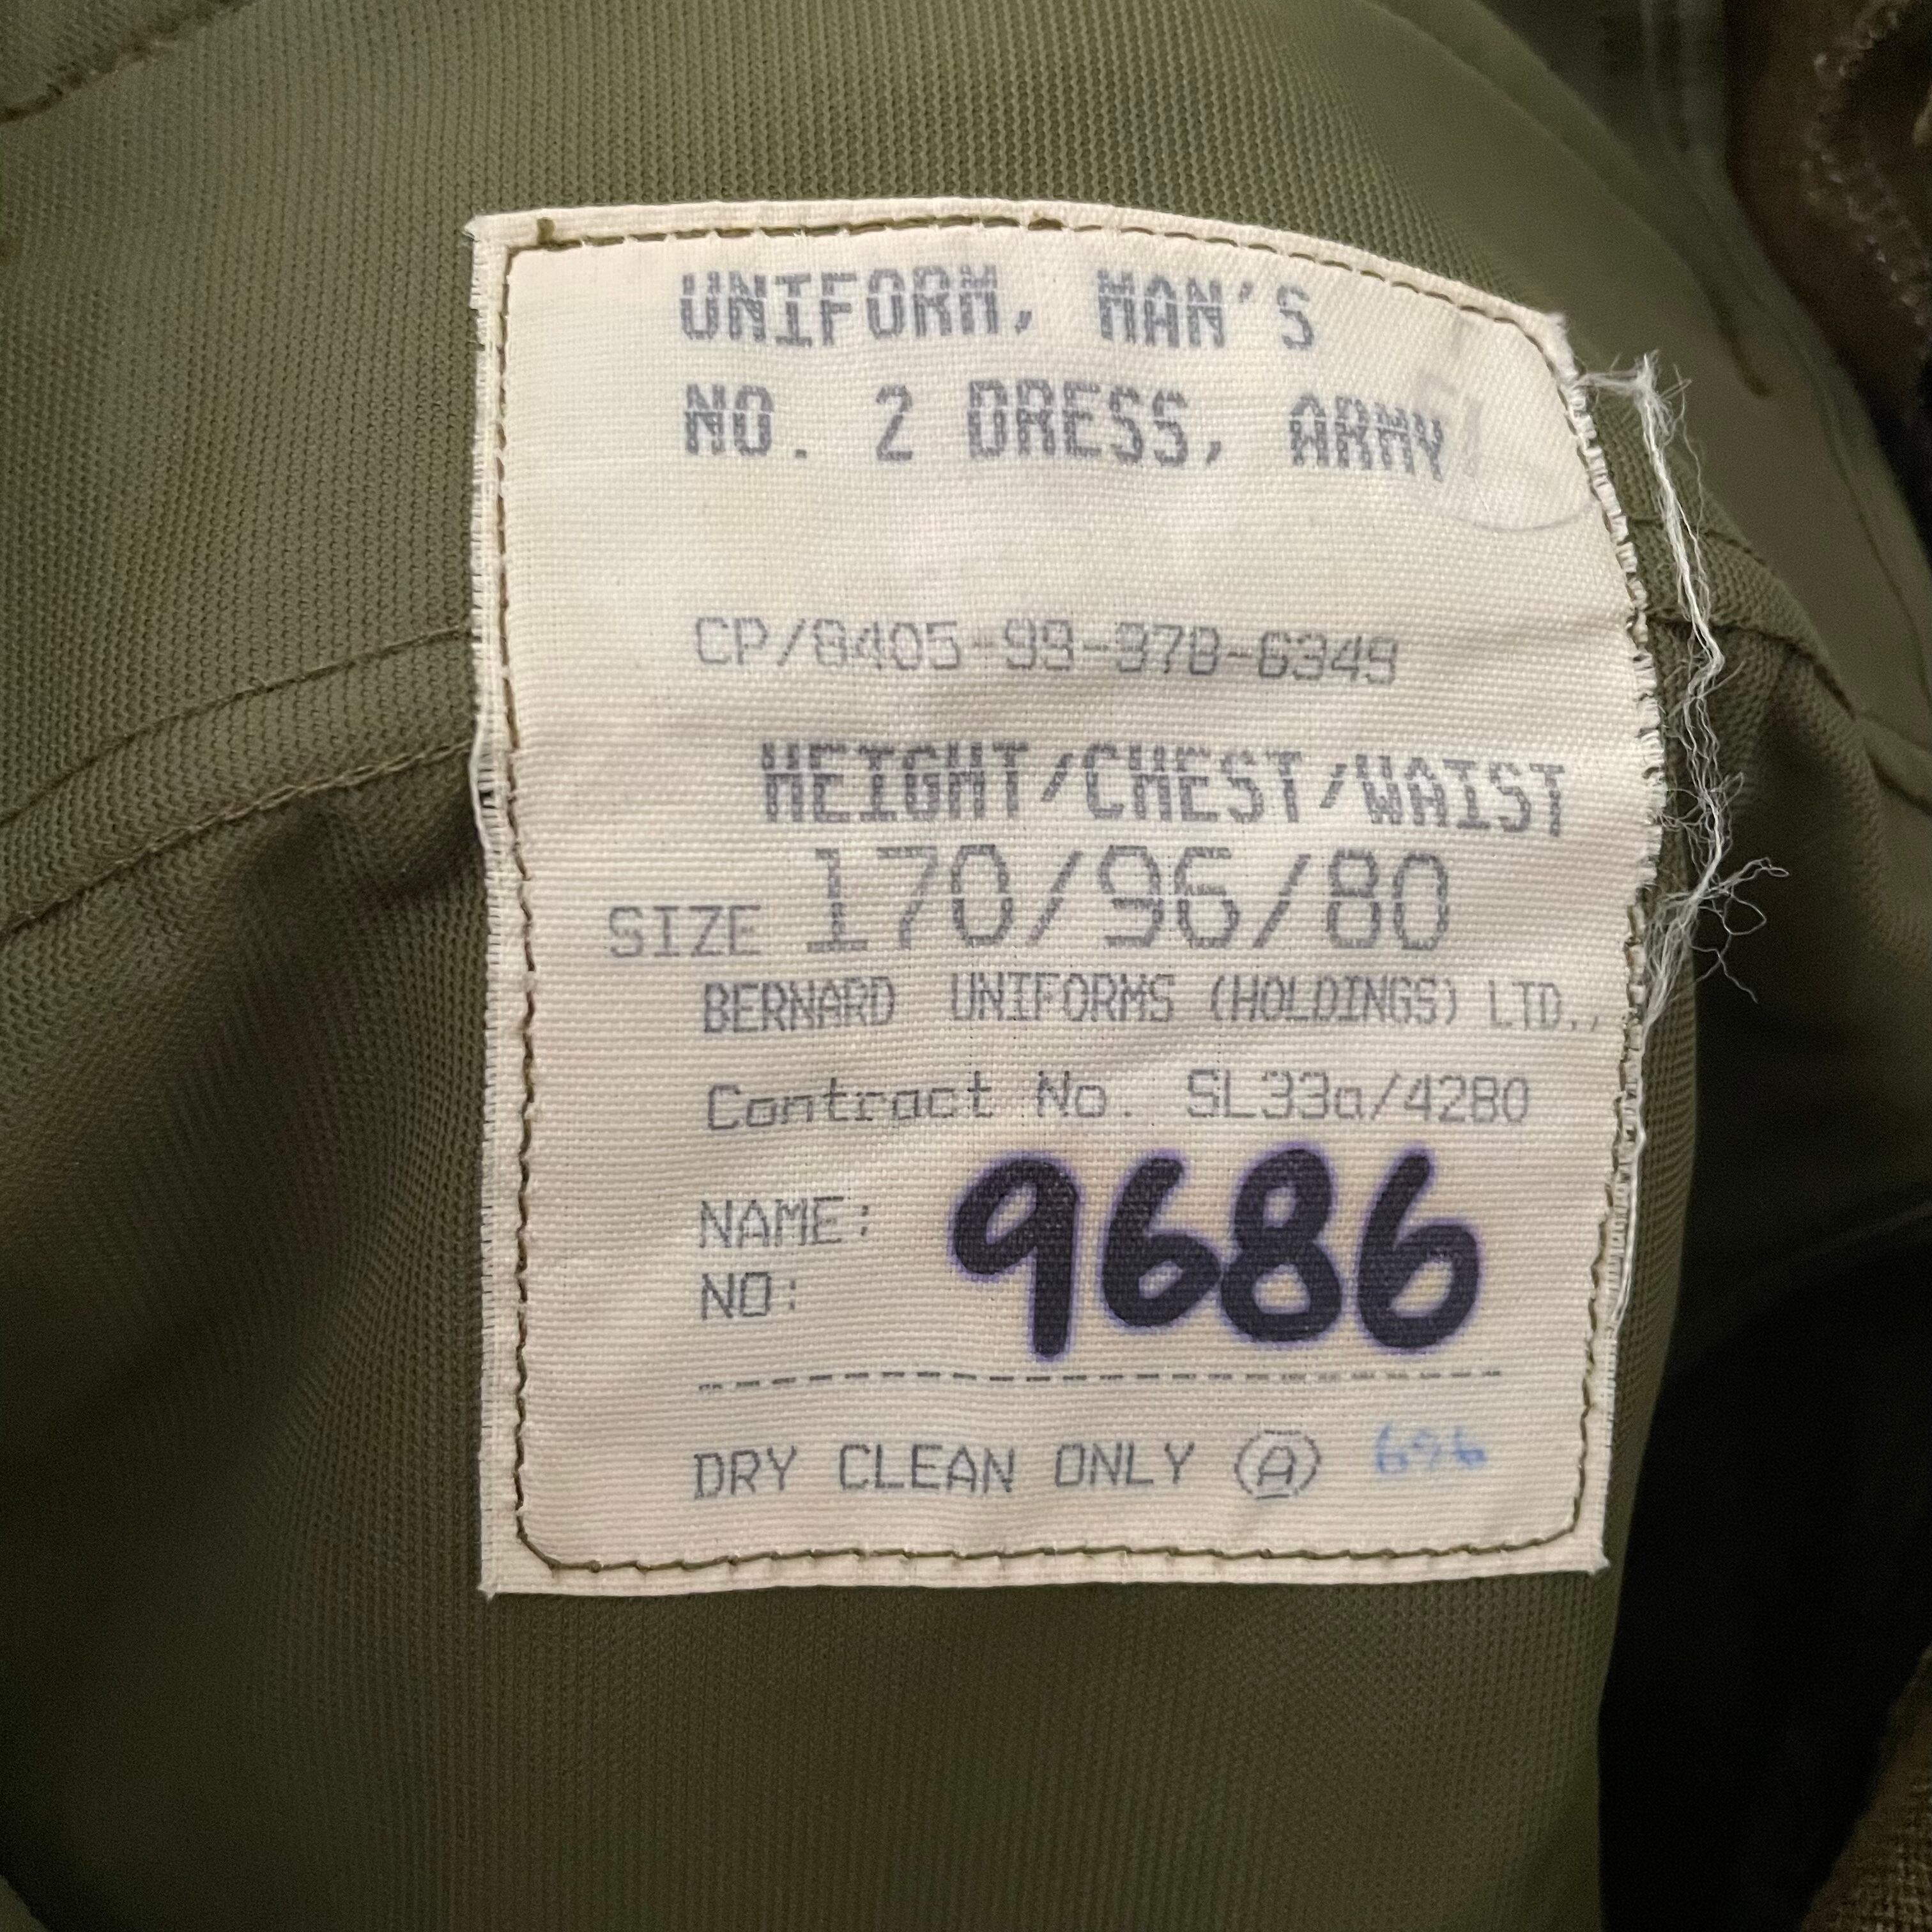 UNIFORM, MAN'S
NO. 2 DRESS, ARMY
CP/8405-99-978-6349
HEIGHT/CHEST/WAIST
SIZE 170/96/80
BERNARD UNIFORMS (HOLDINGS) LTD.,
Contract No. SL33a/4280
NAME: 9686
NO:
DRY CLEAN ONLY Ⓐ